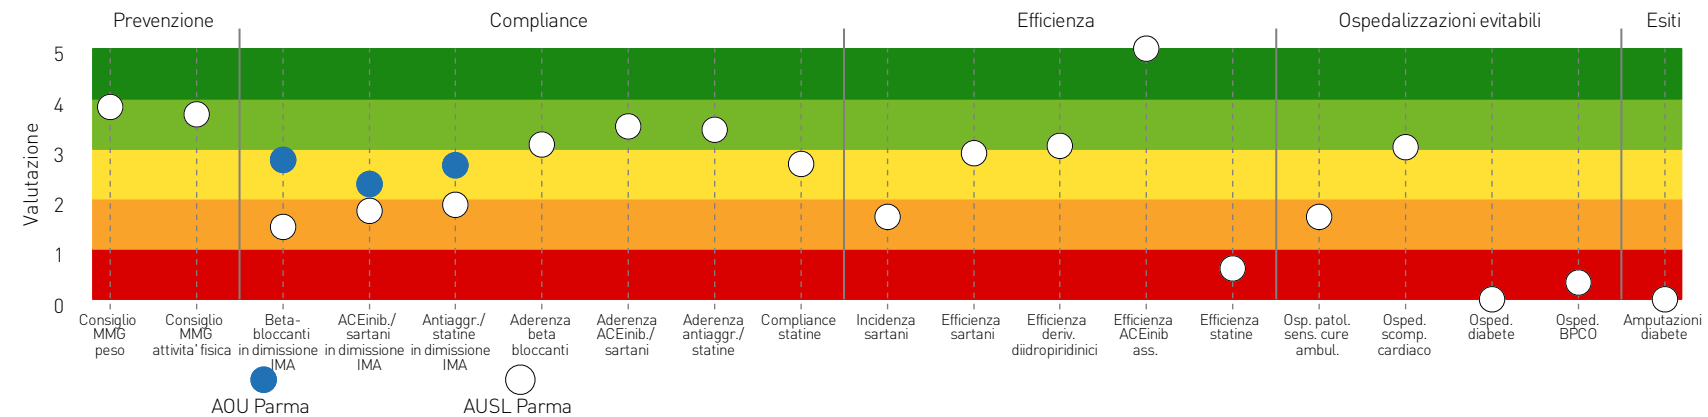 Prevenzione Compliance Efficienza Ospedalizzazioni evitabili Esiti
Valutazione
5
4
3
2
1
0
Consiglio
MMG
peso
Consiglio
MMG
attivita' fisica
Beta-
bloccanti
in dimissione
IMA
ACEinib./
sartani
in dimissione
IMA
Antiaggr./
statine
in dimissione
IMA
Aderenza
beta
bloccanti
Aderenza
ACEinib./
sartani
Aderenza
antiaggr./
statine
Compliance
statine
Incidenza
sartani
Efficienza
sartani
Efficienza
deriv.
diidropiridinici
Efficienza
ACEinib
ass.
Efficienza
statine
Osp. patol.
sens. cure
ambul.
Osped.
scomp.
cardiaco
Osped.
diabete
Osped.
BPCO
Amputazioni
diabete
AOU Parma
AUSL Parma